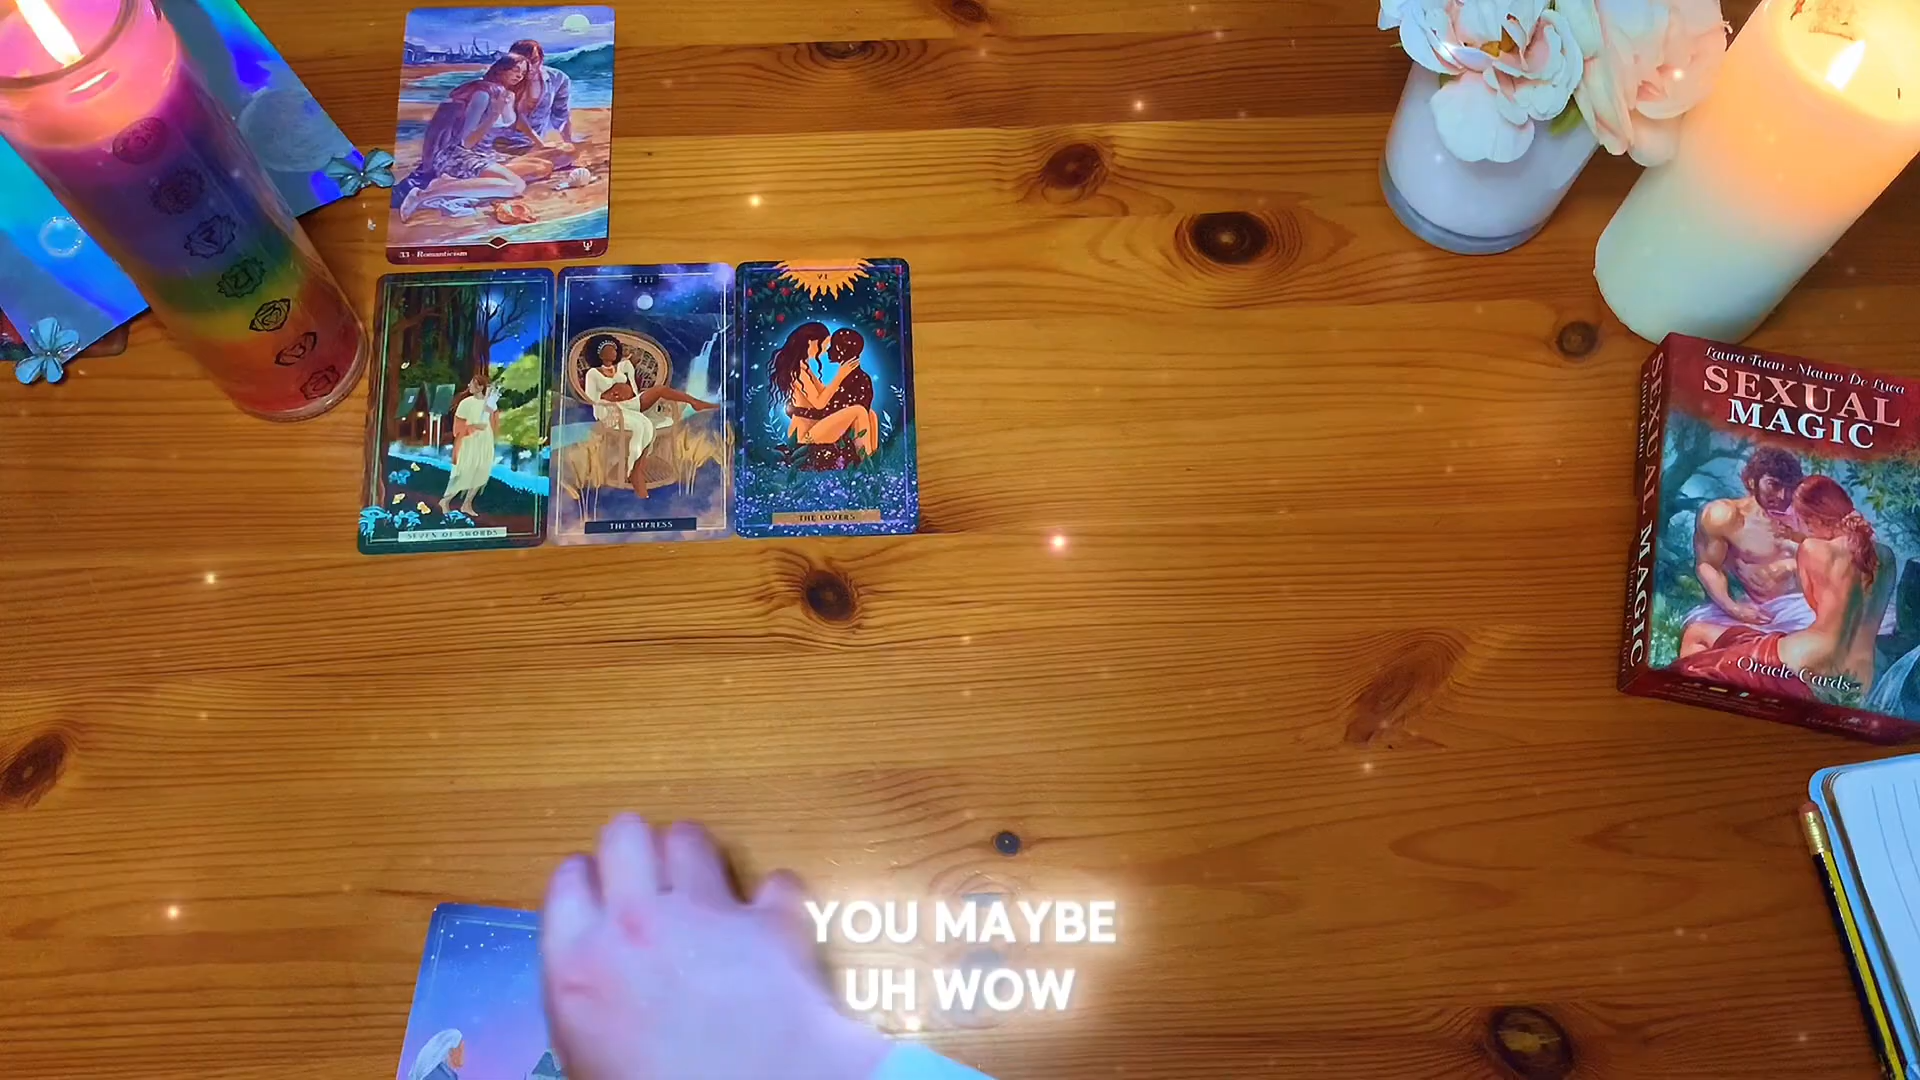 33 - Romanticism
SEVEN OF SWORDS
III
THE EMPRESS
VI
THE LOVERS
Laura Tuan - Mauro De Luca
SEXUAL
MAGIC
SEXUAL MAGIC
Oracle Cards
YOU MAYBE
UH WOW